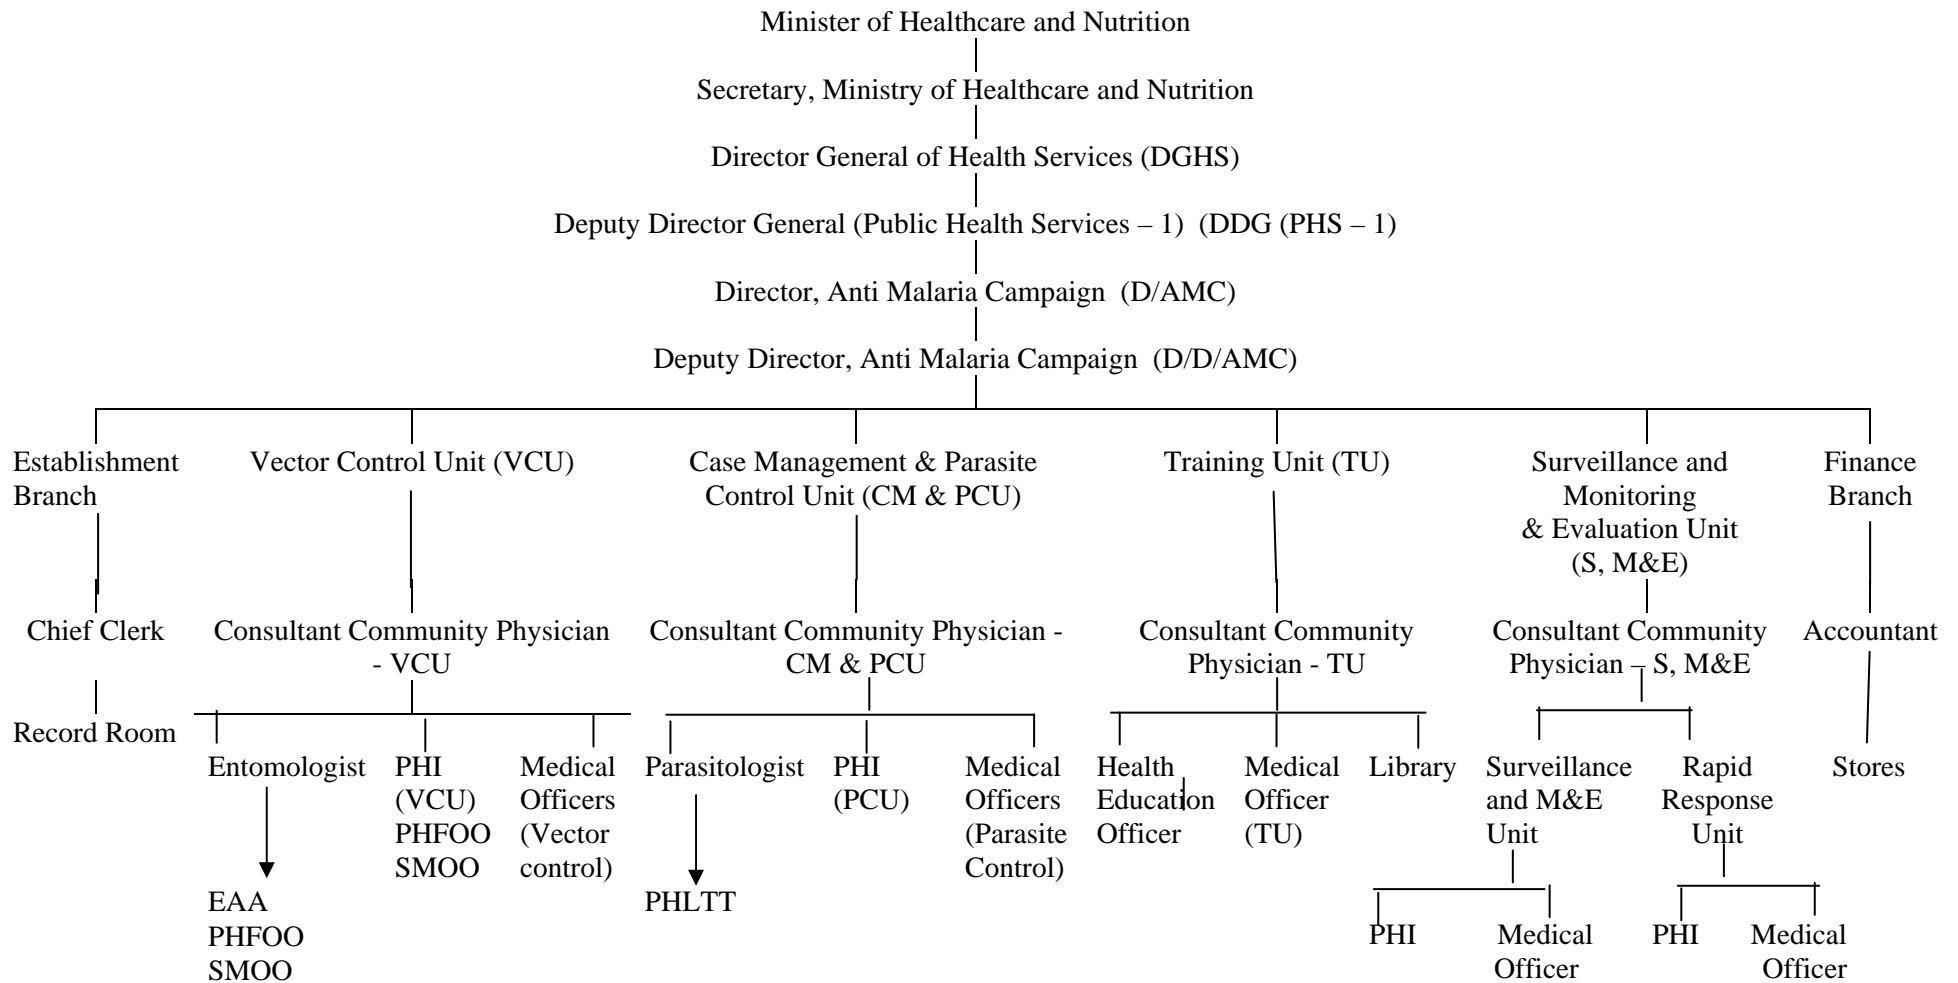 Minister of Healthcare and Nutrition
Secretary, Ministry of Healthcare and Nutrition
Director General of Health Services (DGHS)
Deputy Director General (Public Health Services – 1)  (DDG (PHS – 1)
Director, Anti Malaria Campaign  (D/AMC)
Deputy Director, Anti Malaria Campaign  (D/D/AMC)
Establishment
Branch
Vector Control Unit (VCU)
Case Management & Parasite
Control Unit (CM & PCU)
Training Unit (TU)
Surveillance and
Monitoring
& Evaluation Unit
(S, M&E)
Finance
Branch
Chief Clerk
Consultant Community Physician
- VCU
Consultant Community Physician -
CM & PCU
Consultant Community
Physician - TU
Consultant Community
Physician – S, M&E
Accountant
Record Room
Entomologist
PHI
(VCU)
PHFOO
SMOO
Medical
Officers
(Vector
control)
Parasitologist
PHI
(PCU)
Medical
Officers
(Parasite
Control)
Health
Education
Officer
Medical
Officer
(TU)
Library
Surveillance
and M&E
Unit
Rapid
Response
Unit
Stores
EAA
PHFOO
SMOO
PHLTT
PHI
Medical
Officer
PHI
Medical
Officer